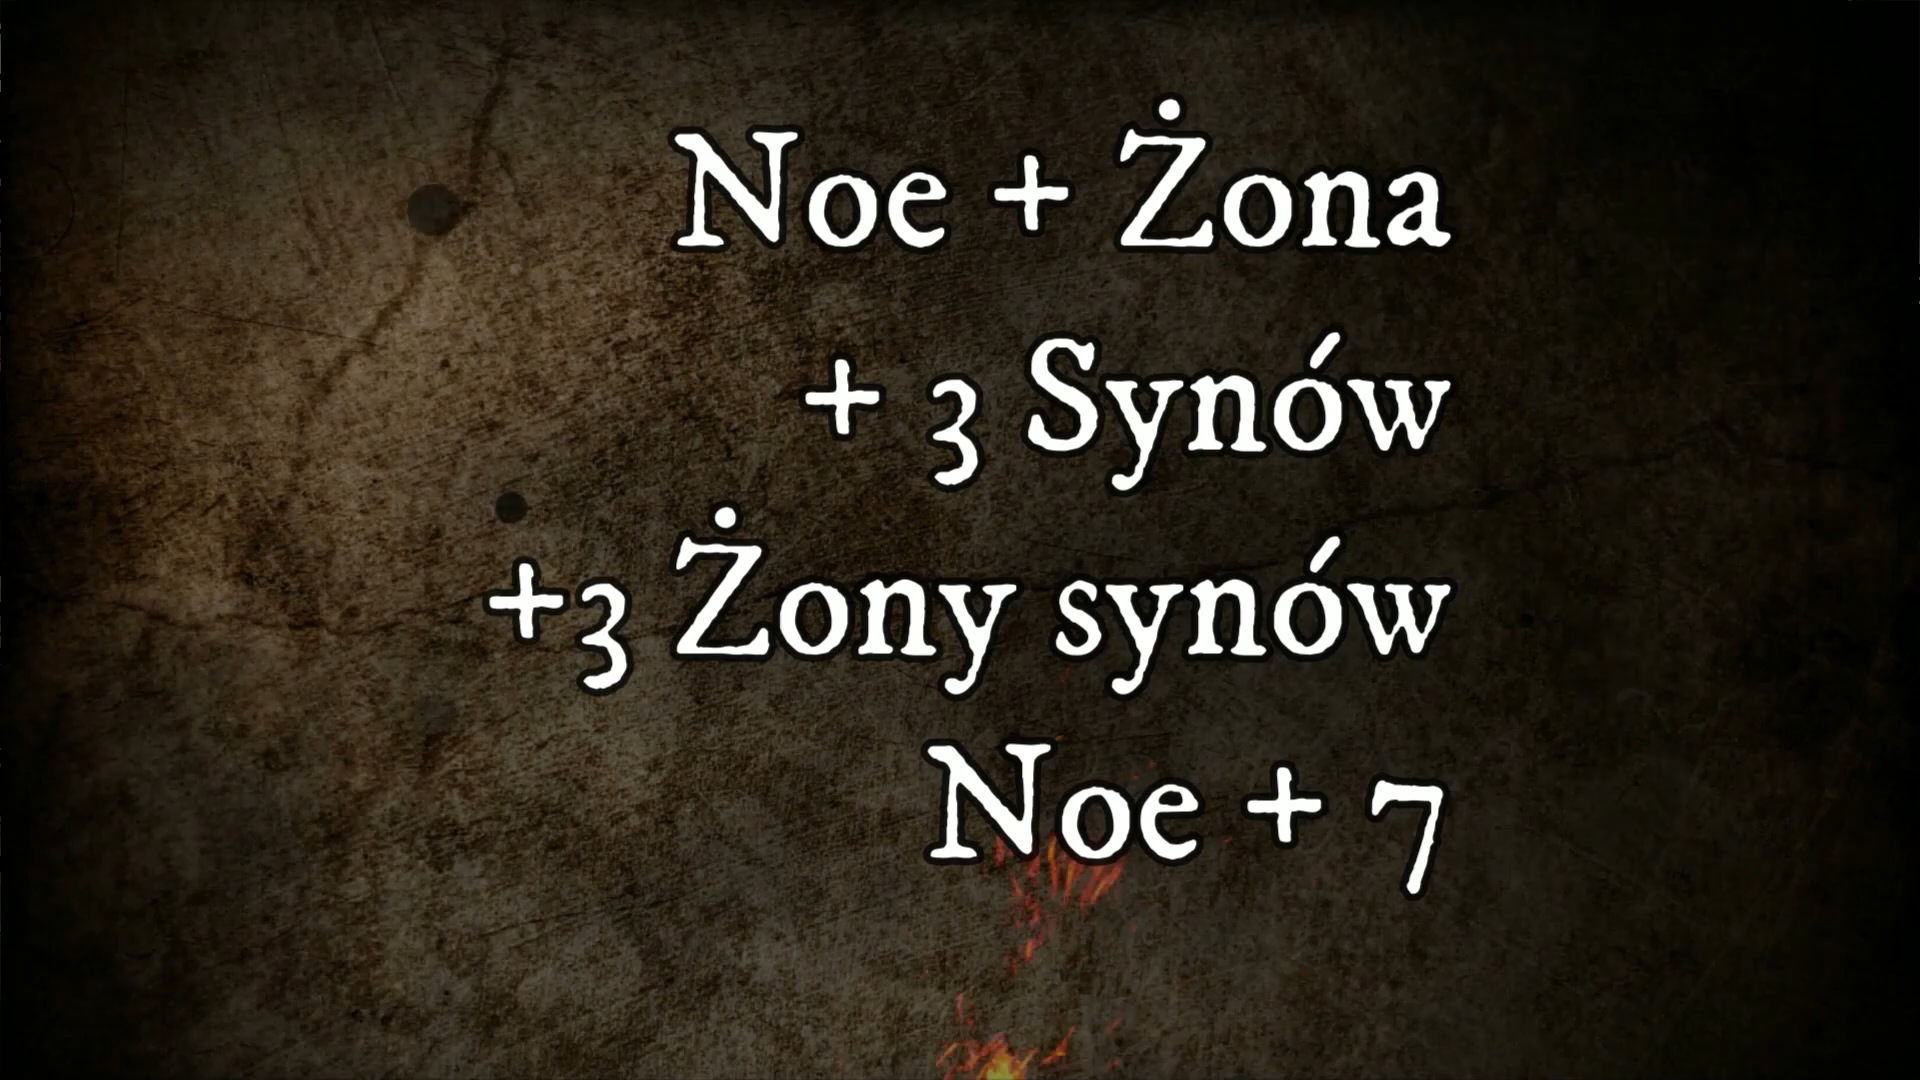 Noe + Żona
+ 3 Synów
+3 Żony synów
Noe + 7